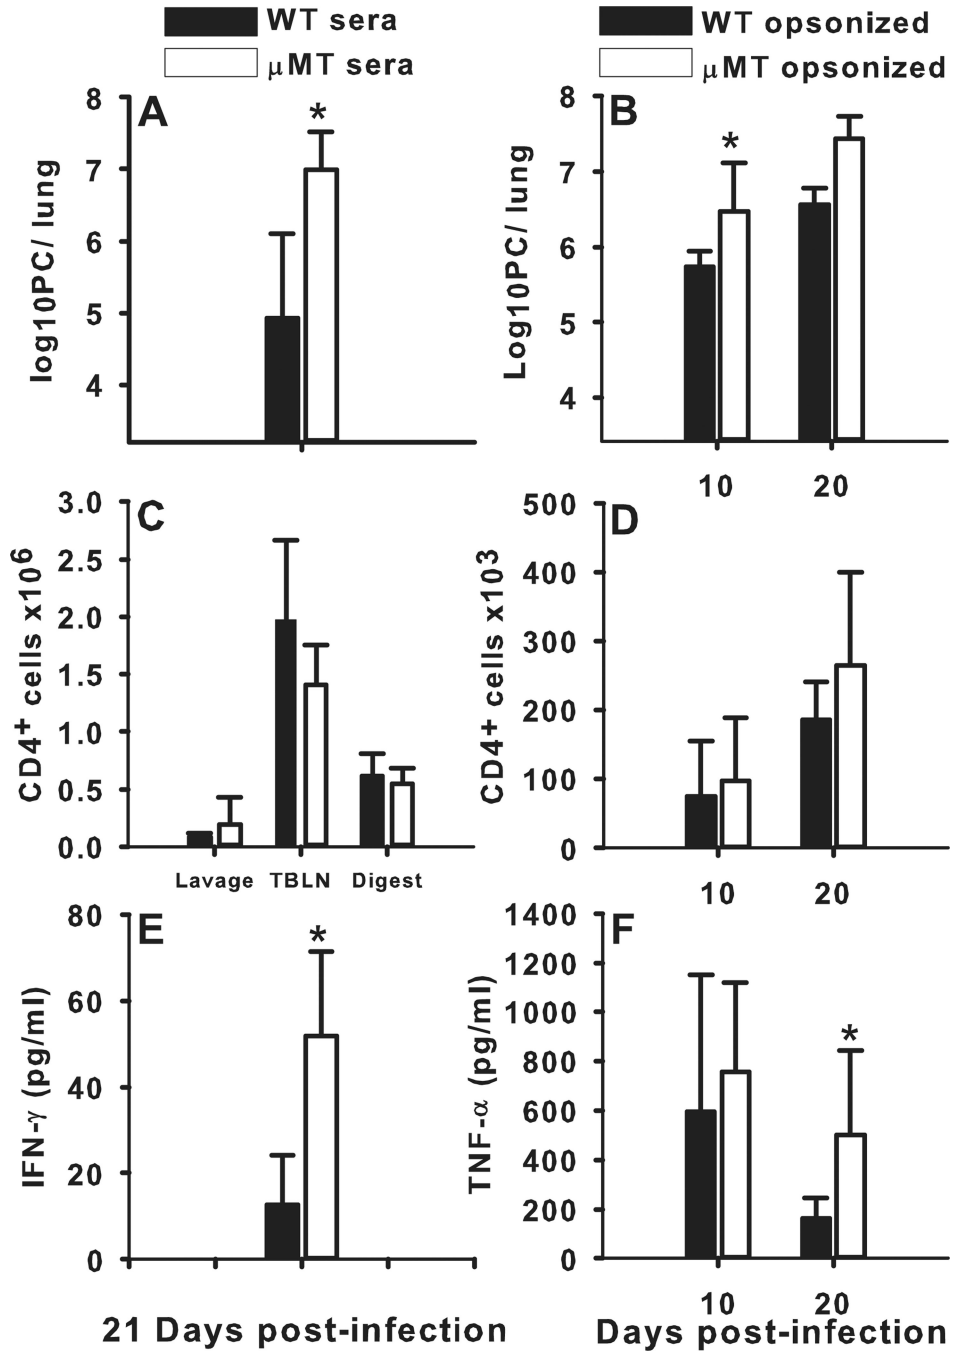 WT sera
μMT sera
WT opsonized
μMT opsonized
A
log10PC/ lung
8
7
6
5
4
*
B
Log10PC/ lung
8
7
6
5
4
*
10 20
C
CD4+ cells x10⁶
3.0
2.5
2.0
1.5
1.0
0.5
0.0
Lavage TBLN Digest
D
CD4+ cells x10³
500
400
300
200
100
0
10 20
E
IFN-γ (pg/ml)
80
60
40
20
0
*
21 Days post-infection
F
TNF-α (pg/ml)
1400
1200
1000
800
600
400
200
0
*
10 20
Days post-infection